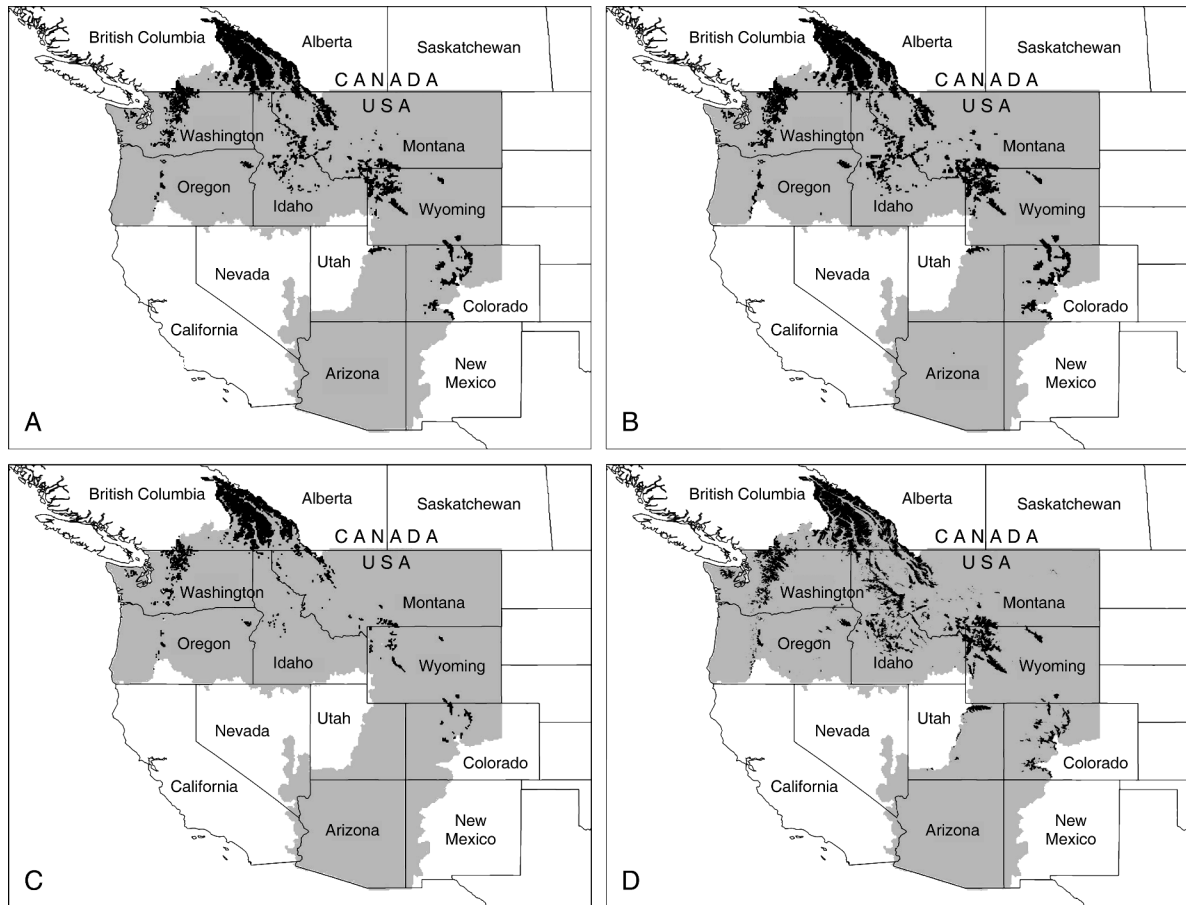 British Columbia
Alberta
Saskatchewan
CANADA
USA
Washington
Montana
Oregon
Idaho
Wyoming
Utah
Nevada
Colorado
California
Arizona
New
Mexico
A
British Columbia
Alberta
Saskatchewan
CANADA
USA
Washington
Montana
Oregon
Idaho
Wyoming
Utah
Nevada
Colorado
California
Arizona
New
Mexico
B
British Columbia
Alberta
Saskatchewan
CANADA
USA
Washington
Montana
Oregon
Idaho
Wyoming
Utah
Nevada
Colorado
California
Arizona
New
Mexico
C
British Columbia
Alberta
Saskatchewan
CANADA
USA
Washington
Montana
Oregon
Idaho
Wyoming
Utah
Nevada
Colorado
California
Arizona
New
Mexico
D